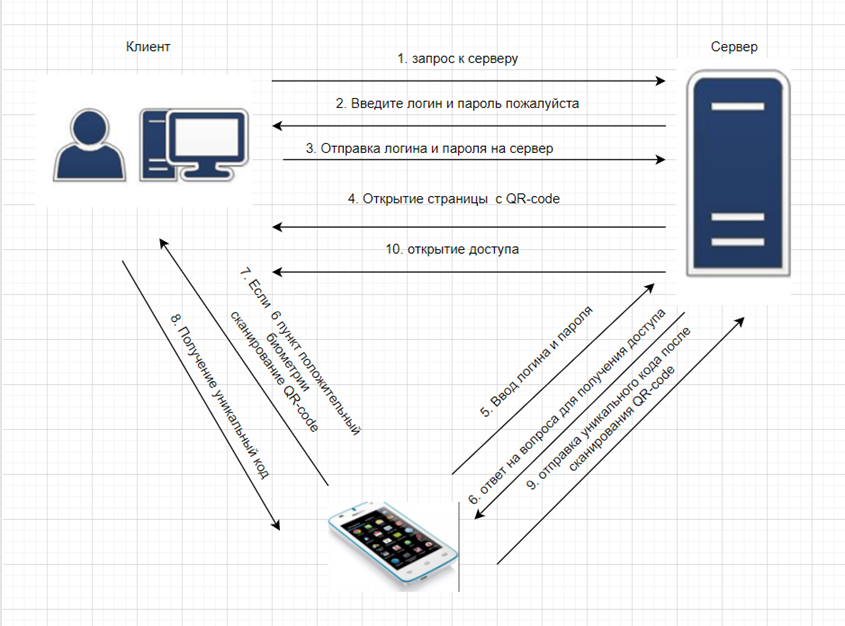 Клиент
Сервер
1. запрос к серверу
2. Введите логин и пароль пожалуйста
3. Отправка логина и пароля на сервер
4. Открытие страницы с QR-code
10. открытие доступа
7. Если 6 пункт положительный
биометрии
сканирование QR-code
8. Получение уникальный код
5. Ввод логина и пароля
6. ответ на вопроса для получения доступа
9. отправка уникального кода после
сканирования QR-code